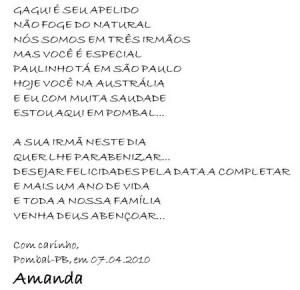 GAGUI É SEU APELIDO
NÃO FOGE DO NATURAL
NÓS SOMOS EM TRÊS IRMÃOS
MAS VOCÊ É ESPECIAL
PAULINHO TÁ EM SÃO PAULO
HOJE VOCÊ NA AUSTRÁLIA
E EU COM MUITA SAUDADE
ESTOU AQUI EM POMBAL...

A SUA IRMÃ NESTE DIA
QUER LHE PARABENIZAR...
DESEJAR FELICIDADES PELA DATA A COMPLETAR
E MAIS UM ANO DE VIDA
E TODA A NOSSA FAMÍLIA
VENHA DEUS ABENÇOAR...

Com carinho,
Pombal-PB, em 07.04.2010
Amanda